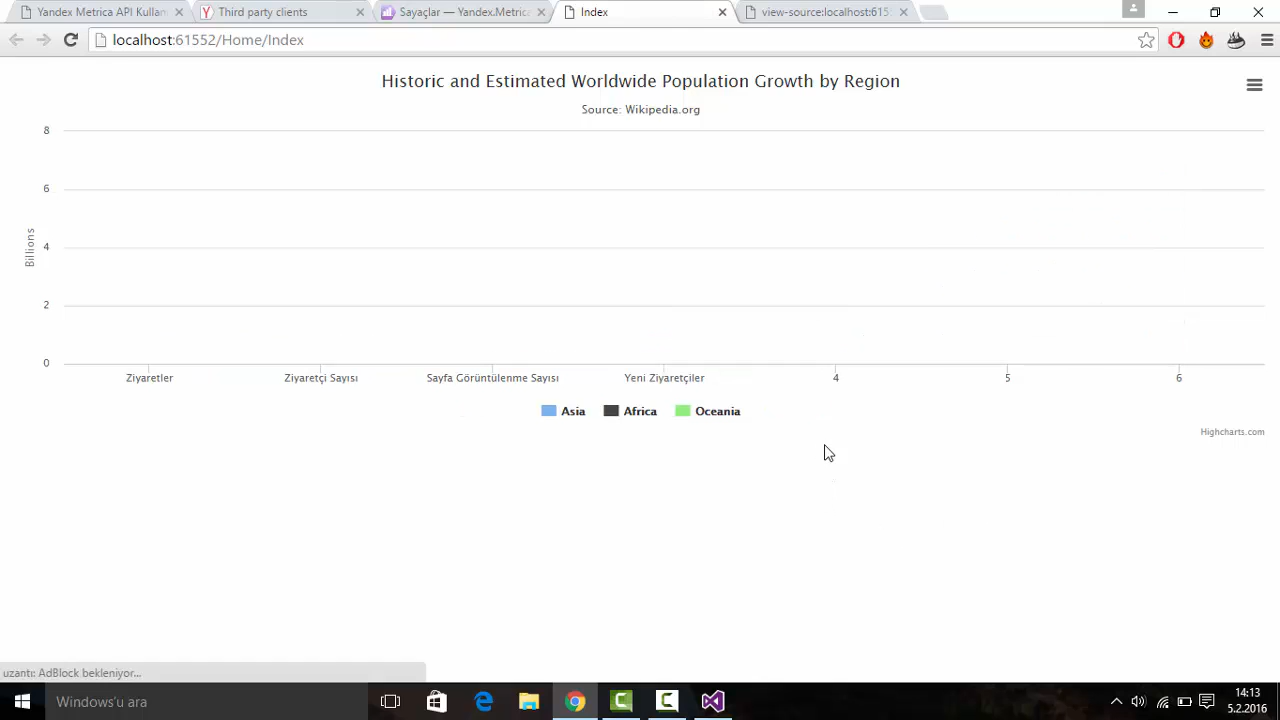 Yandex Metrica API Kullan
Third party clients
Sayaçlar — Yandex.Metrica
Index
view-source:localhost:615
localhost:61552/Home/Index
Historic and Estimated Worldwide Population Growth by Region
Source: Wikipedia.org
8
6
4
2
0
Billions
Ziyaretler
Ziyaretçi Sayısı
Sayfa Görüntülenme Sayısı
Yeni Ziyaretçiler
4
5
6
Asia
Africa
Oceania
Highcharts.com
uzantı: AdBlock bekleniyor...
Windows'u ara
14:13
5.2.2016